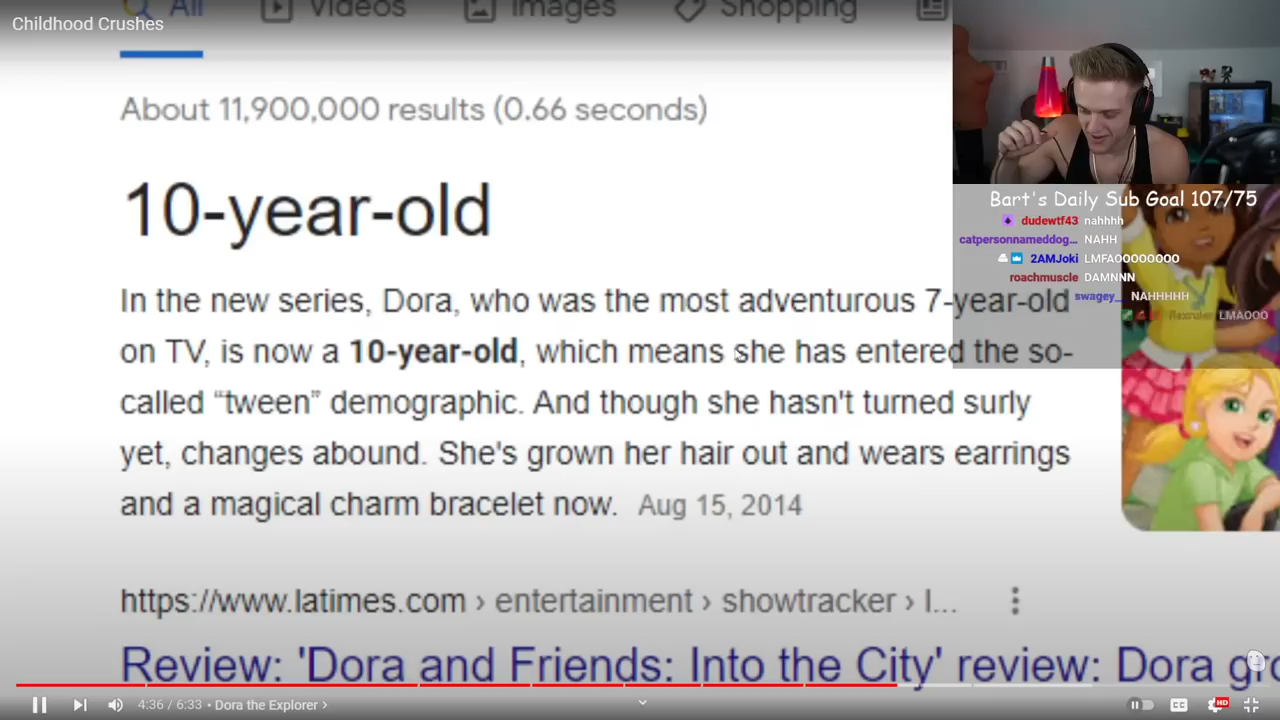 Childhood Crushes
All Videos Images Shopping
About 11,900,000 results (0.66 seconds)
10-year-old
In the new series, Dora, who was the most adventurous 7-year-old
on TV, is now a 10-year-old, which means she has entered the so-
called “tween” demographic. And though she hasn't turned surly
yet, changes abound. She's grown her hair out and wears earrings
and a magical charm bracelet now. Aug 15, 2014
https://www.latimes.com › entertainment › showtracker › l...
Review: 'Dora and Friends: Into the City' review: Dora gro
Bart's Daily Sub Goal 107/75
dudewtf43 nahhhh
catpersonnameddog... NAHH
2AMJoki LMFAOOOOOOOO
roachmuscle DAMNNN
swagey_ NAHHHHH
LMAOOO
4:36 / 6:33 • Dora the Explorer ›
CC
HD